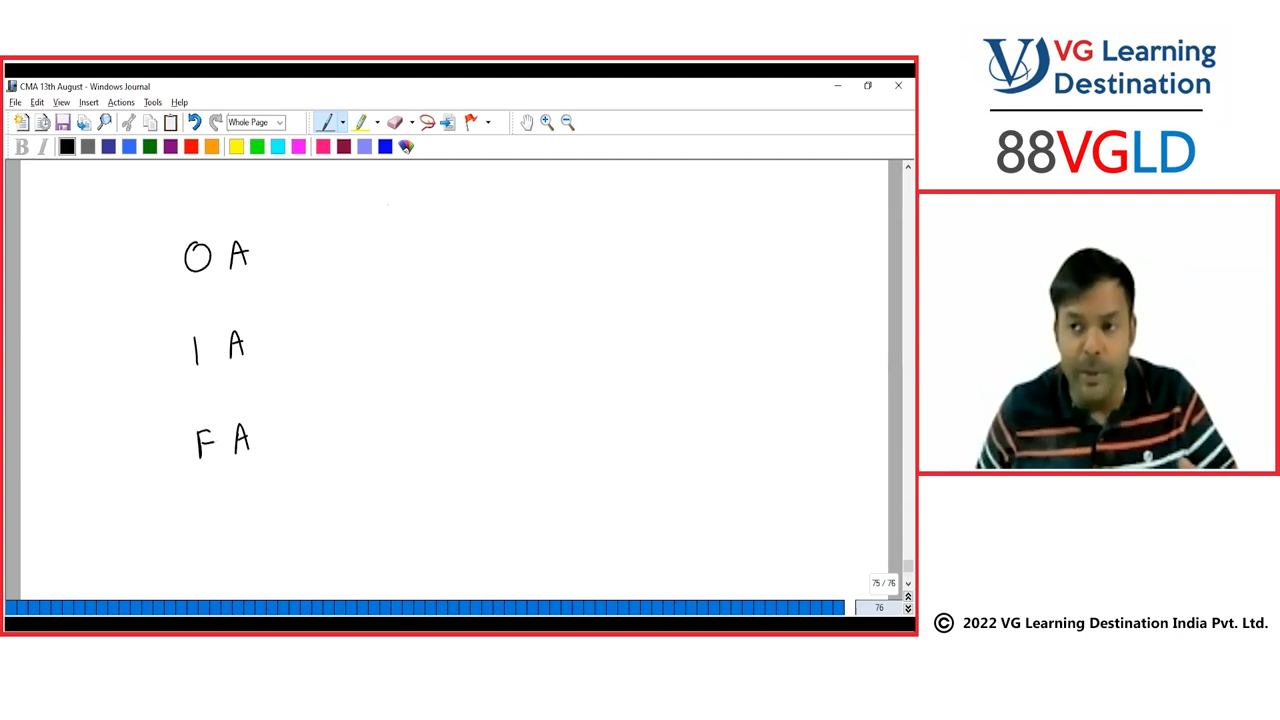 VG Learning
Destination
88VGLD
CMA 13th August - Windows Journal
File Edit View Insert Actions Tools Help
Whole Page
B I
O A
I A
F A
75 / 76
76
© 2022 VG Learning Destination India Pvt. Ltd.